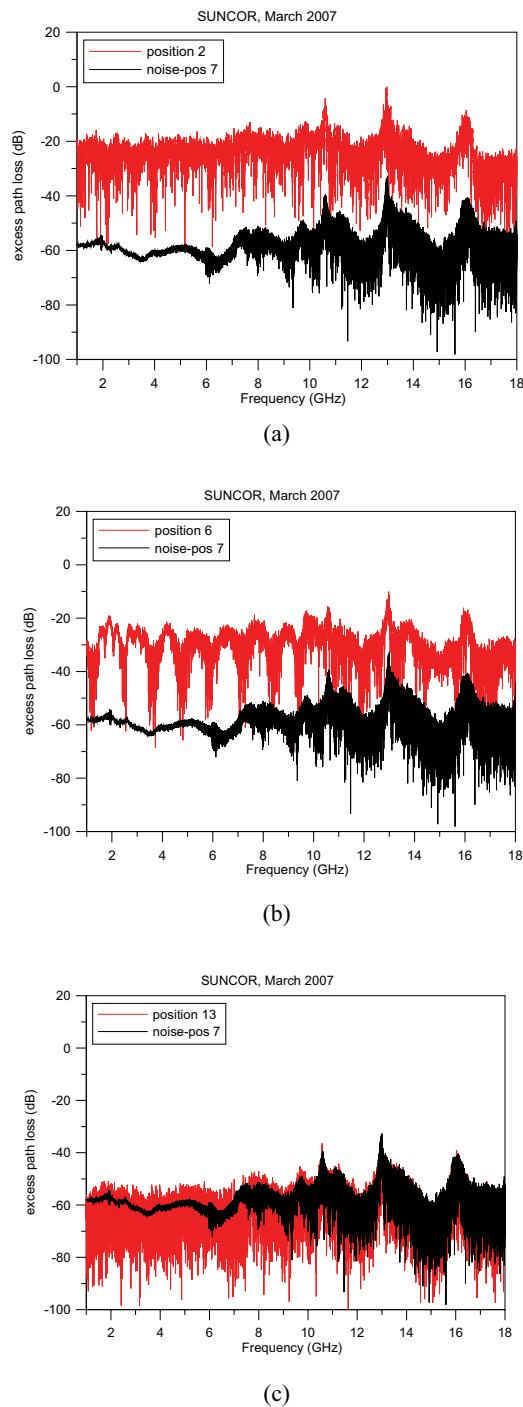 SUNCOR, March 2007
position 2
noise-pos 7
excess path loss (dB)
20
0
-20
-40
-60
-80
-100
2 4 6 8 10 12 14 16 18
Frequency (GHz)
(a)
SUNCOR, March 2007
position 6
noise-pos 7
excess path loss (dB)
20
0
-20
-40
-60
-80
-100
2 4 6 8 10 12 14 16 18
Frequency (GHz)
(b)
SUNCOR, March 2007
position 13
noise-pos 7
excess path loss (dB)
20
0
-20
-40
-60
-80
-100
2 4 6 8 10 12 14 16 18
Frequency (GHz)
(c)